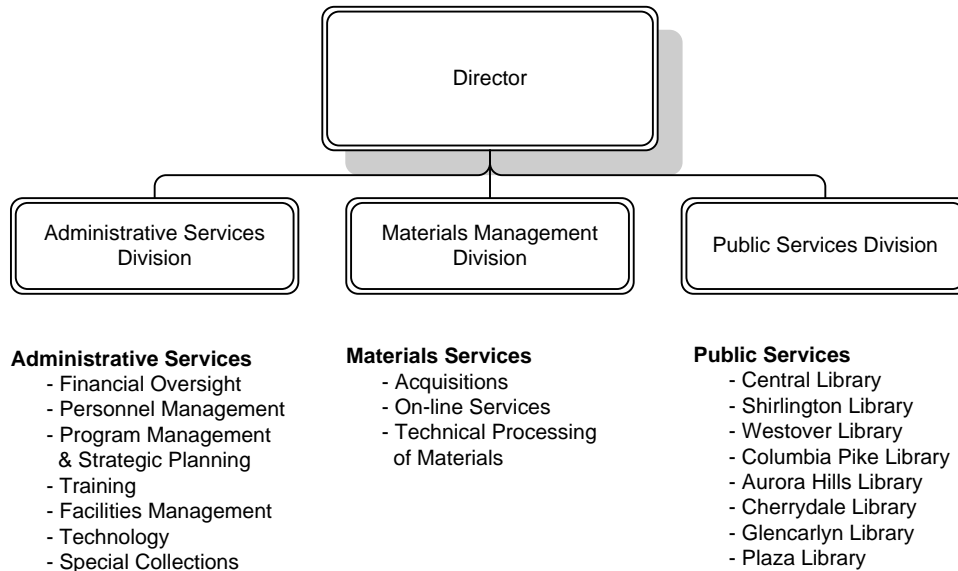 Director
Administrative Services
Division
Materials Management
Division
Public Services Division
Administrative Services
- Financial Oversight
- Personnel Management
- Program Management
& Strategic Planning
- Training
- Facilities Management
- Technology
- Special Collections
Materials Services
- Acquisitions
- On-line Services
- Technical Processing
of Materials
Public Services
- Central Library
- Shirlington Library
- Westover Library
- Columbia Pike Library
- Aurora Hills Library
- Cherrydale Library
- Glencarlyn Library
- Plaza Library